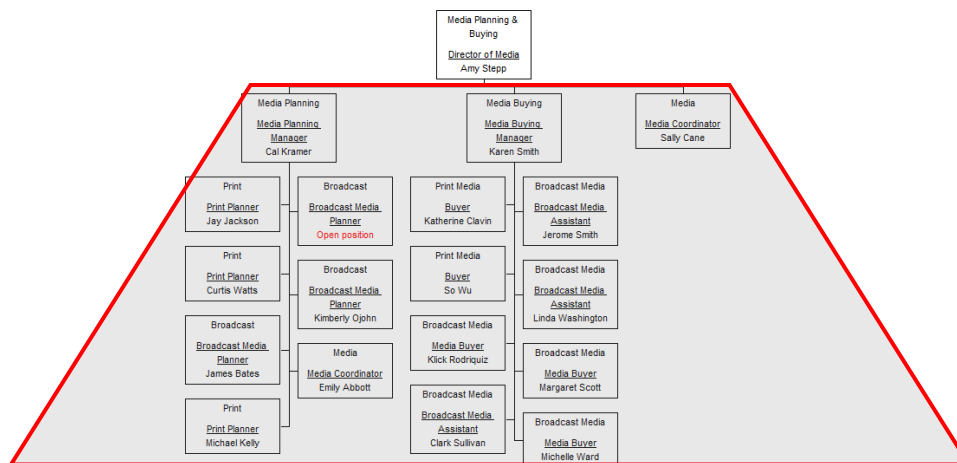 Media Planning &
Buying
Director of Media
Amy Stepp
Media Planning
Media Planning
Manager
Cal Kramer
Media Buying
Media Buying
Manager
Karen Smith
Media
Media Coordinator
Sally Cane
Print
Print Planner
Jay Jackson
Broadcast
Broadcast Media
Planner
Open position
Print
Print Planner
Curtis Watts
Broadcast
Broadcast Media
Planner
Kimberly Ojohn
Broadcast
Broadcast Media
Planner
James Bates
Media
Media Coordinator
Emily Abbott
Print
Print Planner
Michael Kelly
Print Media
Buyer
Katherine Clavin
Broadcast Media
Broadcast Media
Assistant
Jerome Smith
Print Media
Buyer
So Wu
Broadcast Media
Broadcast Media
Assistant
Linda Washington
Broadcast Media
Media Buyer
Klick Rodriquiz
Broadcast Media
Media Buyer
Margaret Scott
Broadcast Media
Broadcast Media
Assistant
Clark Sullivan
Broadcast Media
Media Buyer
Michelle Ward